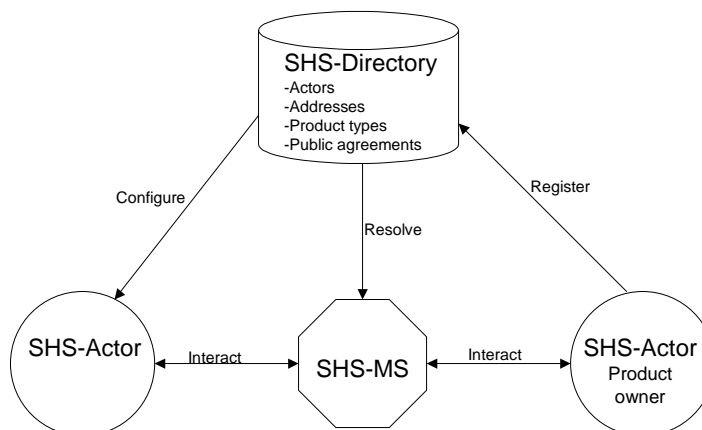 SHS-Directory
-Actors
-Addresses
-Product types
-Public agreements
Configure
Register
Resolve
SHS-Actor
Interact
SHS-MS
Interact
SHS-Actor
Product
owner